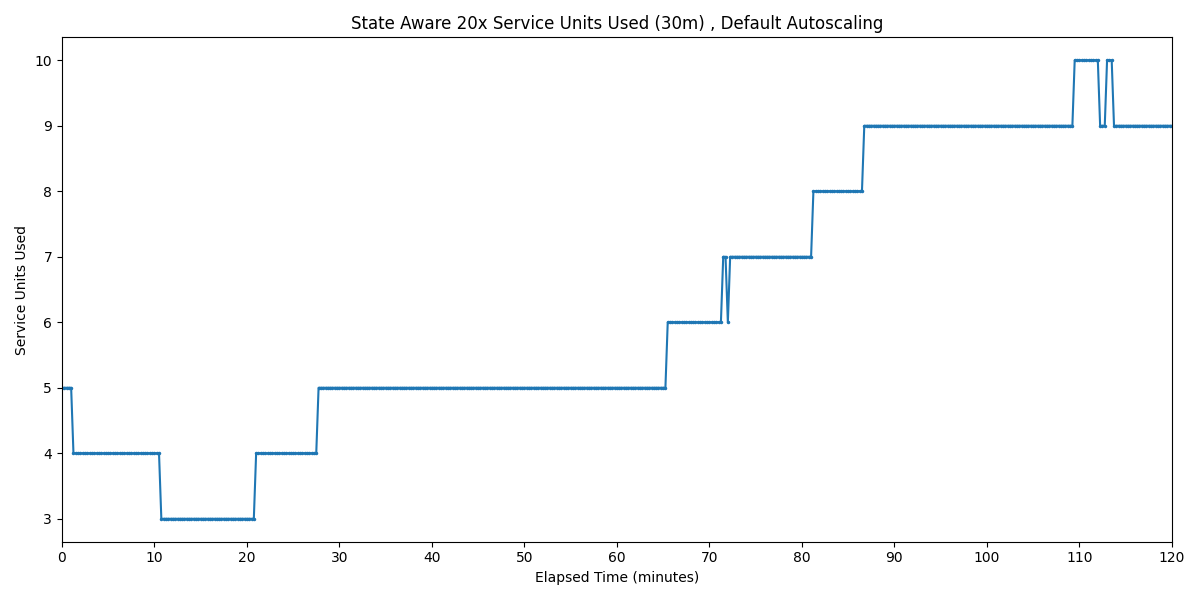 State Aware 20x Service Units Used (30m) , Default Autoscaling
10
9
8
7
6
5
4
3
Service Units Used
0 10 20 30 40 50 60 70 80 90 100 110 120
Elapsed Time (minutes)